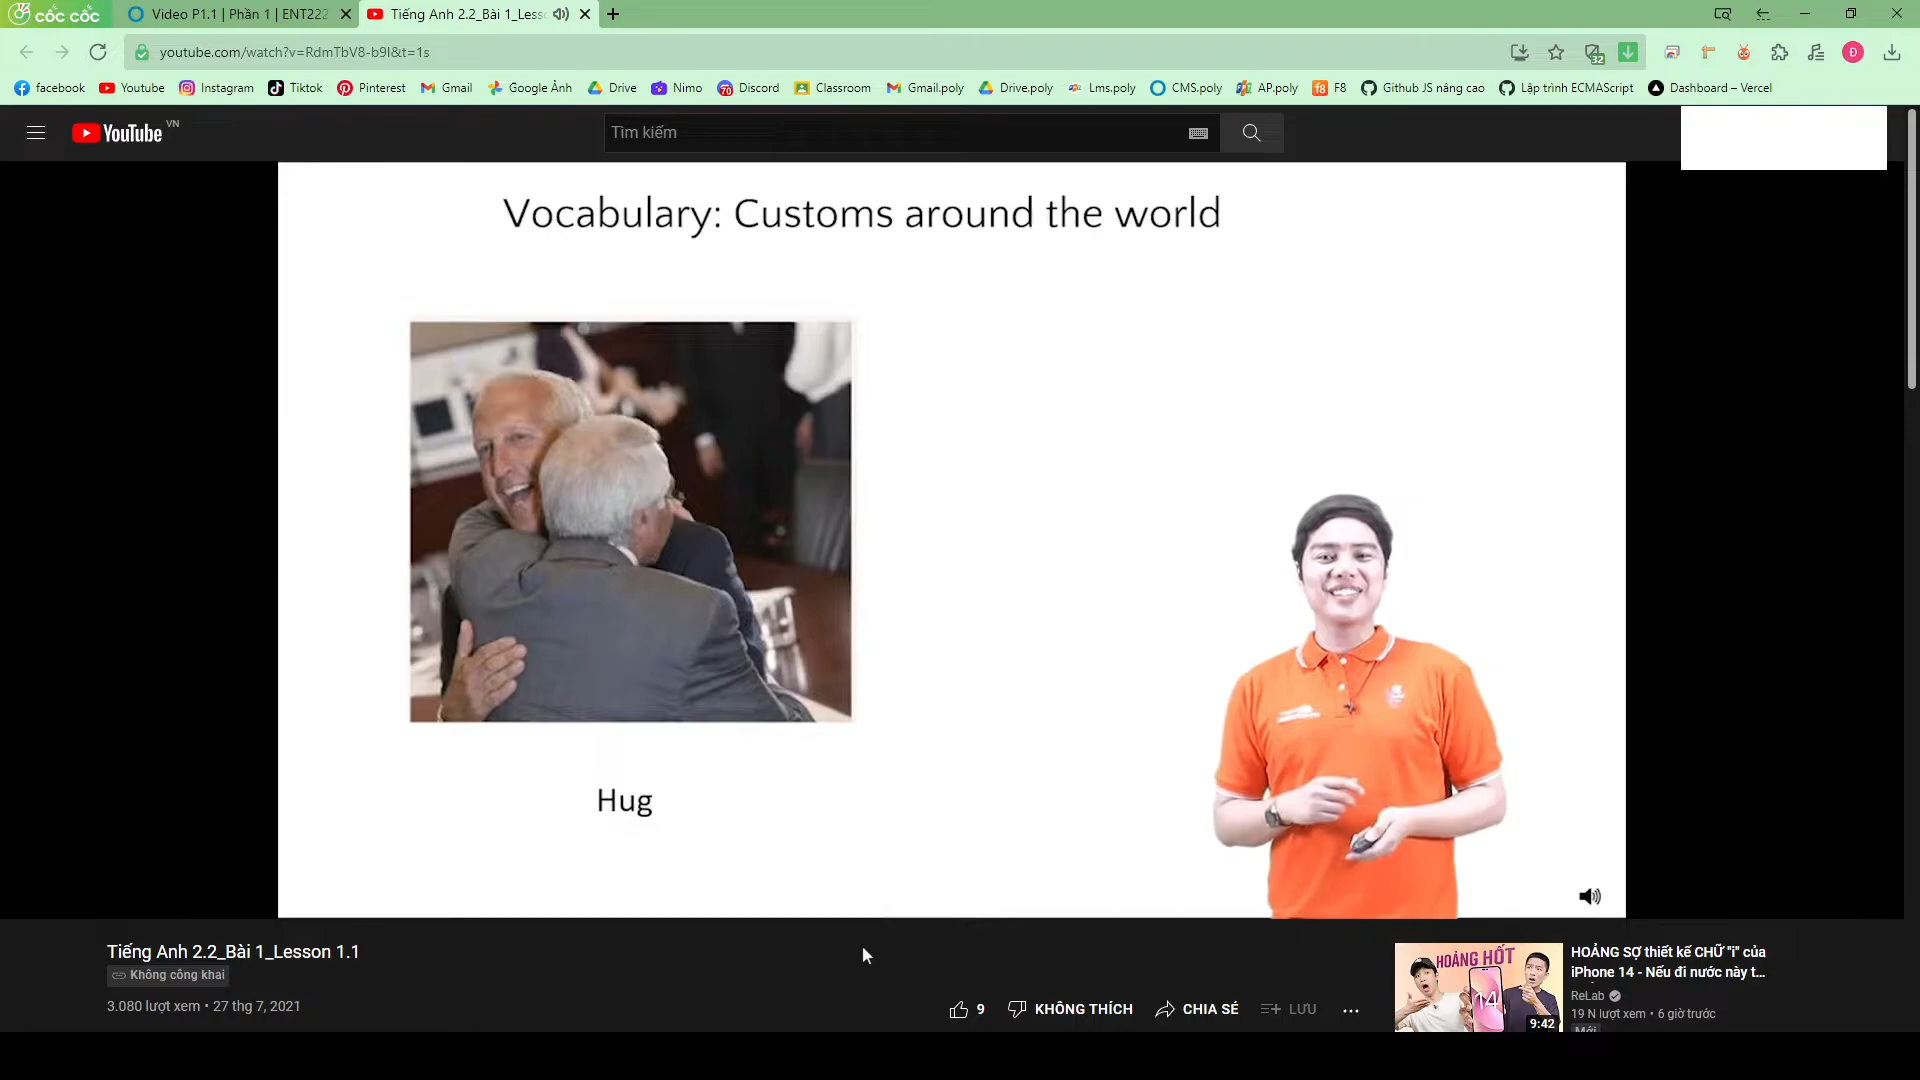 cốc cốc
Video P1.1 | Phần 1 | ENT222
Tiếng Anh 2.2_Bài 1_Less
youtube.com/watch?v=RdmTbV8-b9I&t=1s
32
Đ
facebook
Youtube
Instagram
Tiktok
Pinterest
Gmail
Google Ảnh
Drive
Nimo
70
Discord
Classroom
Gmail.poly
Drive.poly
Lms.poly
CMS.poly
AP.poly
f8
F8
Github JS nâng cao
Lập trình ECMAScript
Dashboard – Vercel
YouTube VN
Tìm kiếm
Vocabulary: Customs around the world
Hug
Tiếng Anh 2.2_Bài 1_Lesson 1.1
Không công khai
3.080 lượt xem • 27 thg 7, 2021
9
KHÔNG THÍCH
CHIA SẺ
LƯU
HOẢNG HỐT
14
9:42
HOẢNG SỢ thiết kế CHỮ "i" của
iPhone 14 - Nếu đi nước này t...
ReLab
19 N lượt xem • 6 giờ trước
Mới